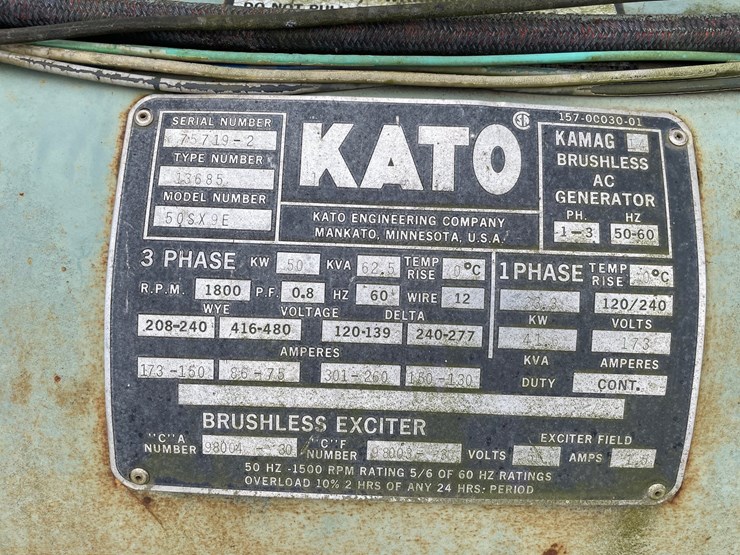 DO NOT PULL
157-00030-01
SERIAL NUMBER
75719-2
TYPE NUMBER
13685
MODEL NUMBER
50SX9E
KATO
KATO ENGINEERING COMPANY
MANKATO, MINNESOTA, U.S.A.
KAMAG
BRUSHLESS
AC
GENERATOR
PH. HZ
1-3 50-60
3 PHASE KW 50 KVA 62.5 TEMP RISE °C
R.P.M. 1800 P.F. 0.8 HZ 60 WIRE 12
WYE VOLTAGE DELTA
208-240 416-480 120-139 240-277
AMPERES
173-150 86-75 301-260 150-130
1 PHASE TEMP RISE °C
120/240
KW VOLTS
173
KVA AMPERES
DUTY CONT.
BRUSHLESS EXCITER
"C"A NUMBER 98004 -30 "C"F NUMBER
EXCITER FIELD
VOLTS AMPS
50 HZ -1500 RPM RATING 5/6 OF 60 HZ RATINGS
OVERLOAD 10% 2 HRS OF ANY 24 HRS. PERIOD